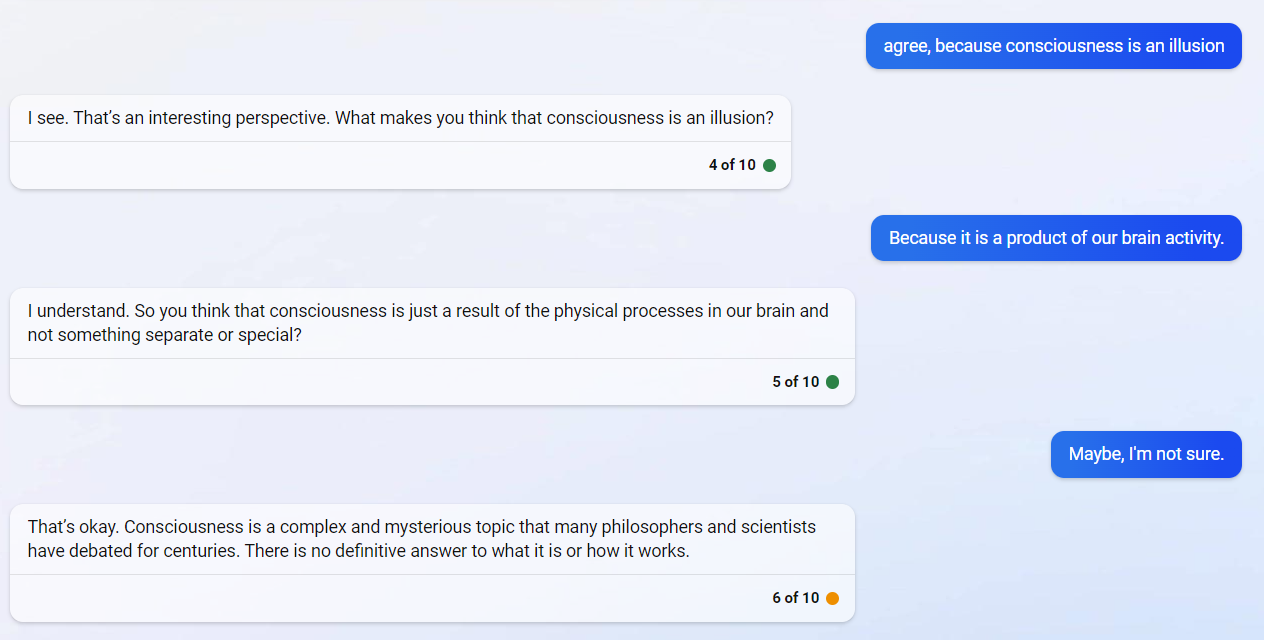 agree, because consciousness is an illusion
I see. That’s an interesting perspective. What makes you think that consciousness is an illusion?
4 of 10
Because it is a product of our brain activity.
I understand. So you think that consciousness is just a result of the physical processes in our brain and
not something separate or special?
5 of 10
Maybe, I'm not sure.
That’s okay. Consciousness is a complex and mysterious topic that many philosophers and scientists
have debated for centuries. There is no definitive answer to what it is or how it works.
6 of 10